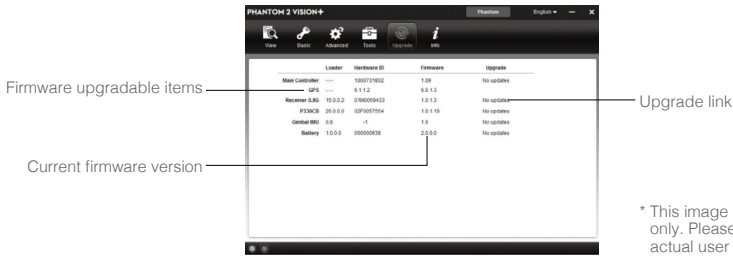 PHANTOM 2 VISION+ Phantom English
View Basic Advanced Tools Upgrade Info
Loader Hardware ID Firmware Upgrade
Main Controller -.-.- 1.09 No updates
GPS -.-.- 6.1.1.2 6.0.1.3
Receiver-5.8G 15.0.0.2 1.0.1.3 No updates
P330CB 26.0.0.0 02F0057554 1.0.1.19 No updates
Gimbal IMU 0.6 -1 1.0 No updates
Battery 1.0.0.0 000000636 2.0.0.0 No updates
Firmware upgradable items
Upgrade link
Current firmware version
* This image
only. Please
actual user